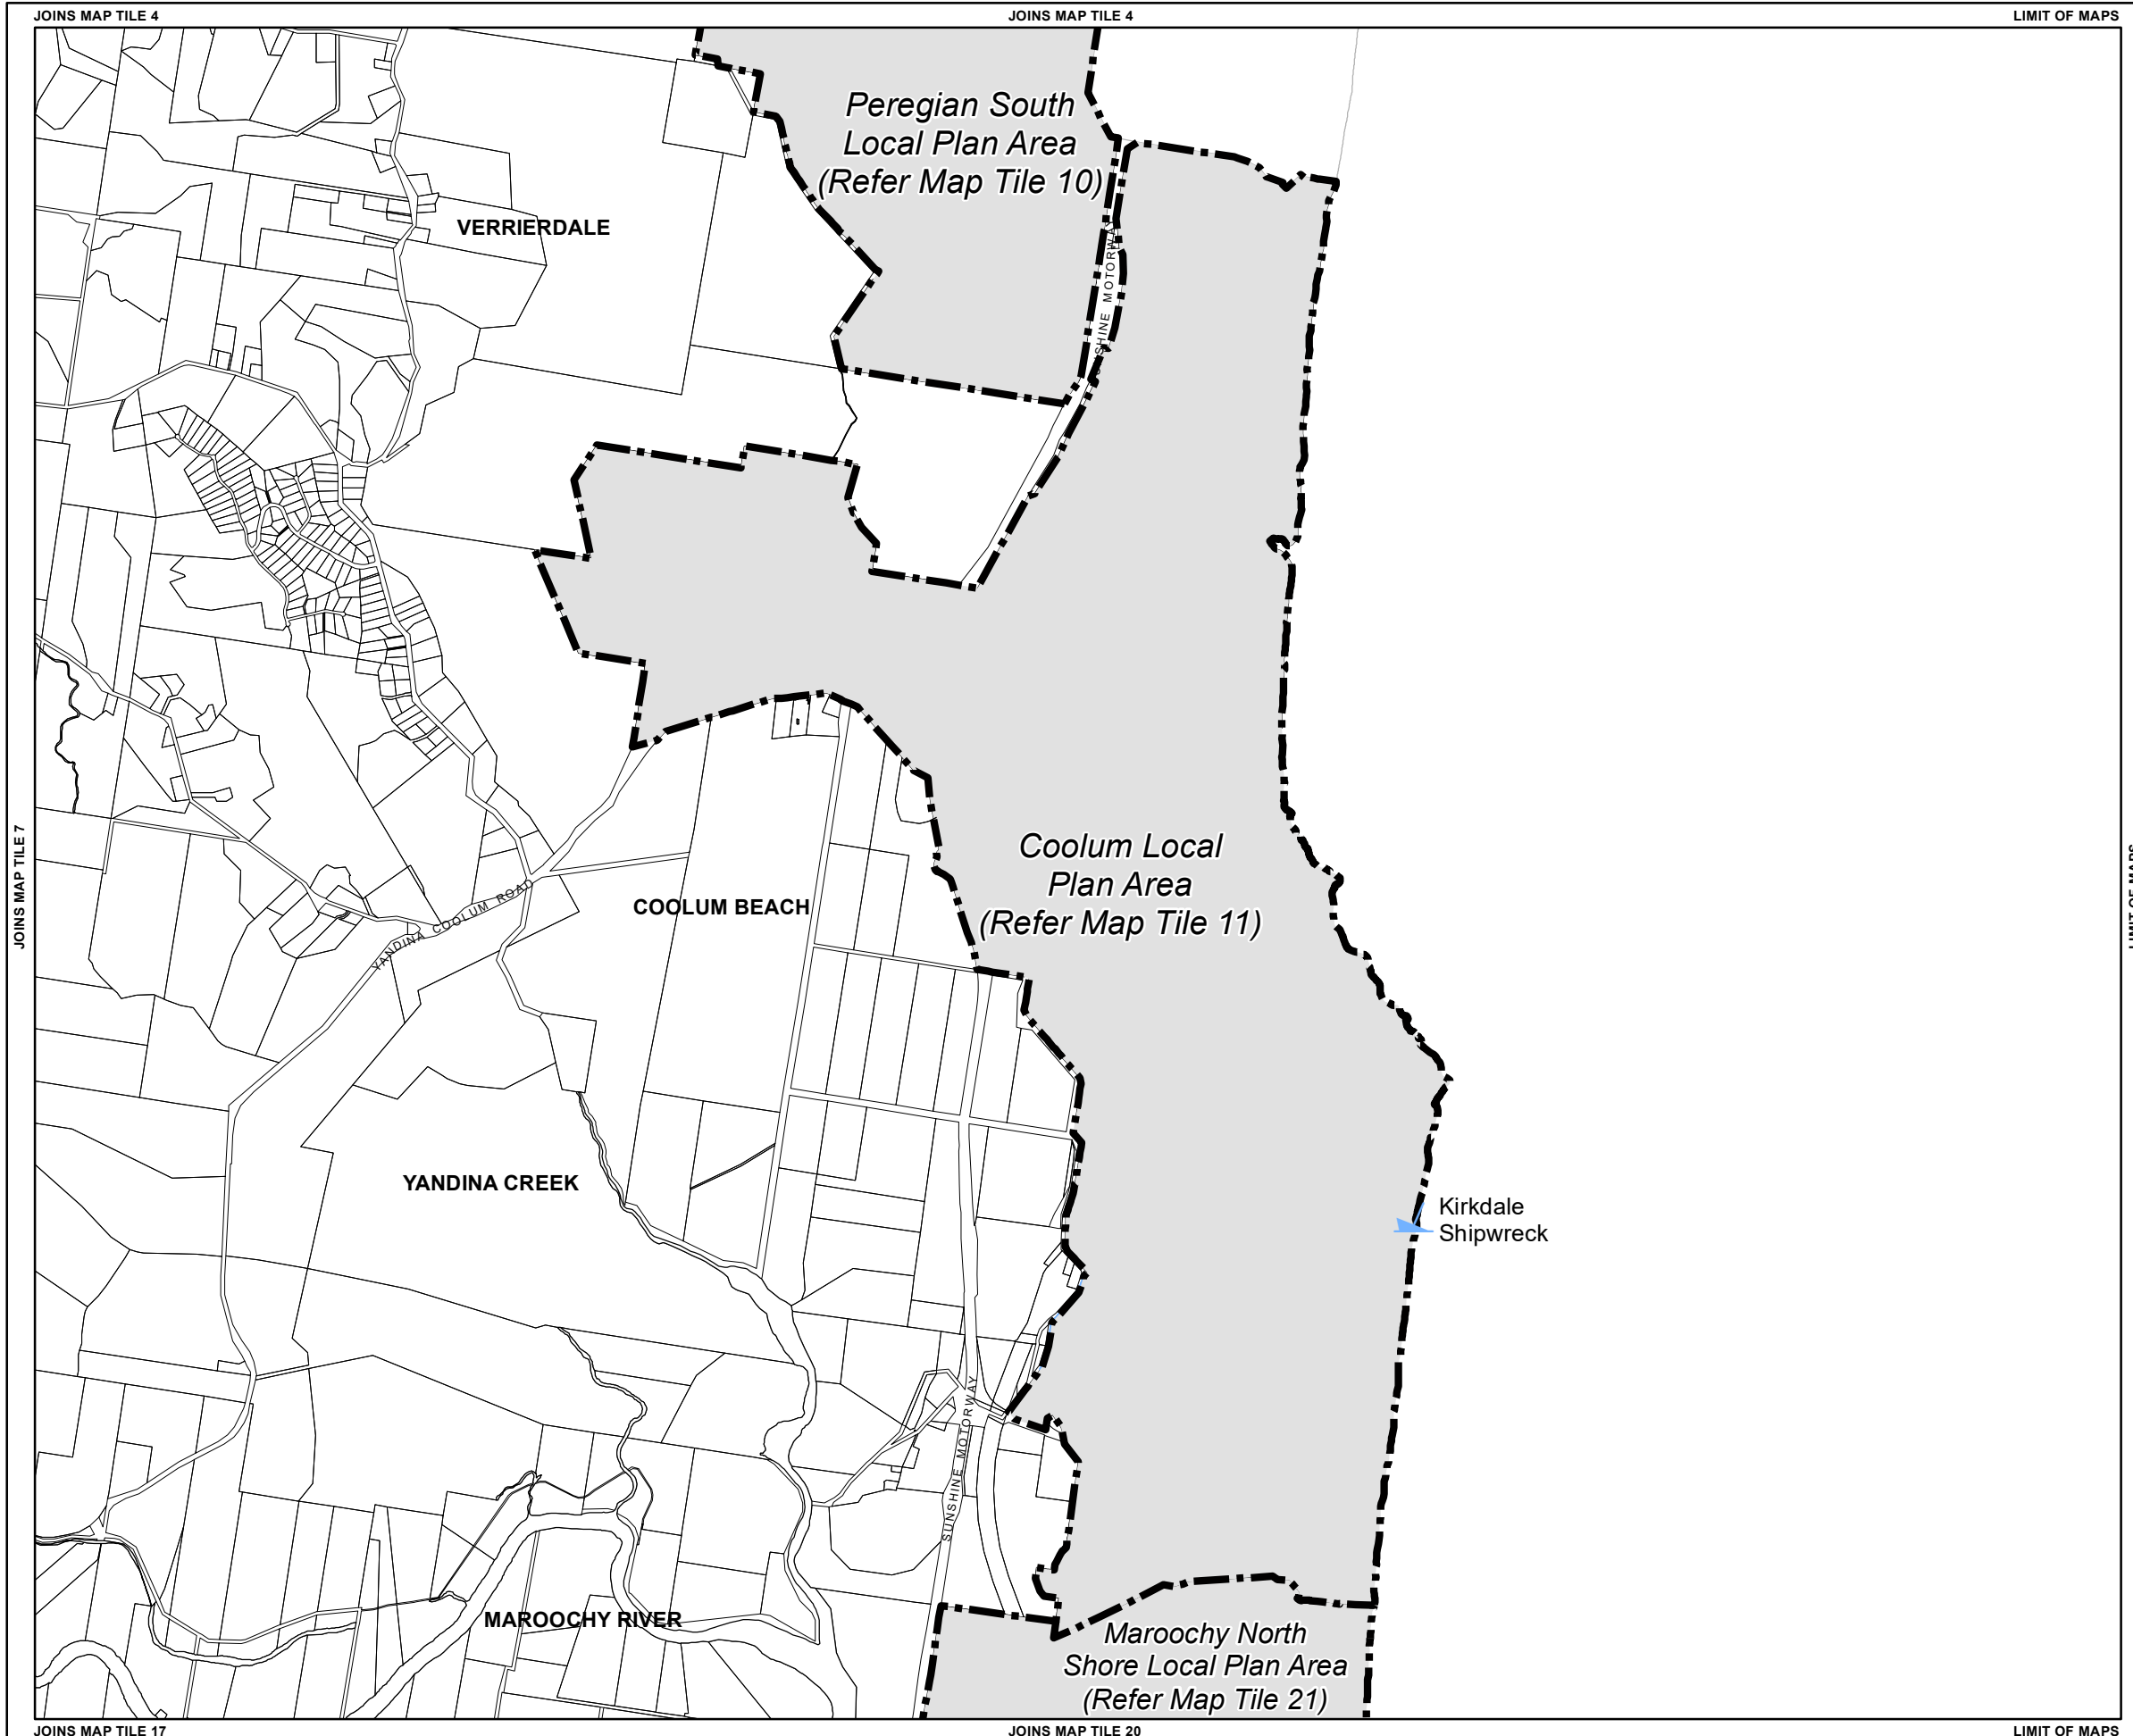 JOINS MAP TILE 4
JOINS MAP TILE 4
LIMIT OF MAPS
Peregian South
Local Plan Area
(Refer Map Tile 10)
VERRIERDALE
SUNSHINE MOTORWAY
JOINS MAP TILE 7
LIMIT OF MAPS
Coolum Local
Plan Area
(Refer Map Tile 11)
COOLUM BEACH
YANDINA COOLUM ROAD
YANDINA CREEK
Kirkdale
Shipwreck
SUNSHINE MOTORWAY
MAROOCHY RIVER
Maroochy North
Shore Local Plan Area
(Refer Map Tile 21)
JOINS MAP TILE 17
JOINS MAP TILE 20
LIMIT OF MAPS